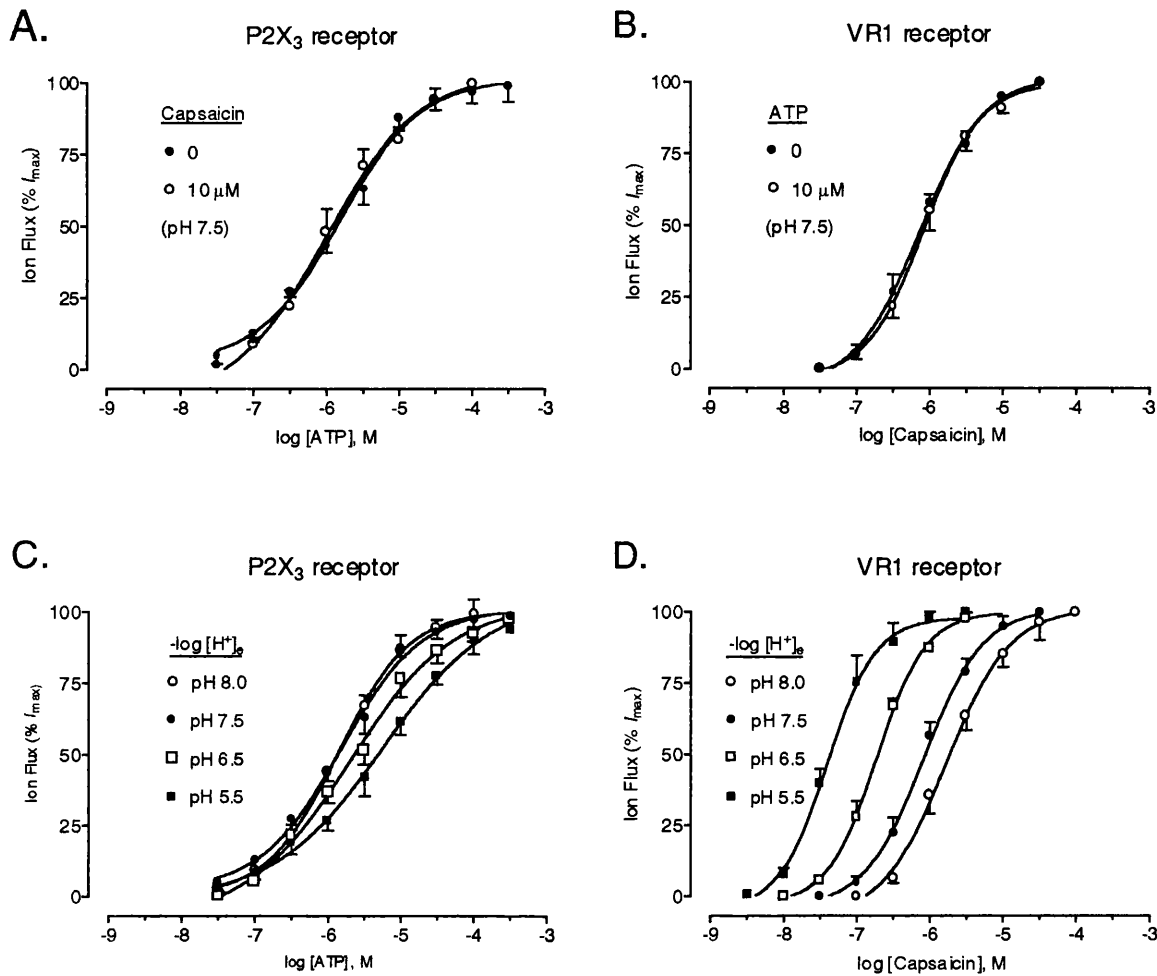 A.
P2X₃ receptor
Ion Flux (% Imax)
100
75
50
25
0
Capsaicin
0
10 µM
(pH 7.5)
-9 -8 -7 -6 -5 -4 -3
log [ATP], M
B.
VR1 receptor
Ion Flux (% Imax)
100
75
50
25
0
ATP
0
10 µM
(pH 7.5)
-9 -8 -7 -6 -5 -4 -3
log [Capsaicin], M
C.
P2X₃ receptor
Ion Flux (% Imax)
100
75
50
25
0
-log [H⁺]e
pH 8.0
pH 7.5
pH 6.5
pH 5.5
-9 -8 -7 -6 -5 -4 -3
log [ATP], M
D.
VR1 receptor
Ion Flux (% Imax)
100
75
50
25
0
-log [H⁺]e
pH 8.0
pH 7.5
pH 6.5
pH 5.5
-9 -8 -7 -6 -5 -4 -3
log [Capsaicin], M